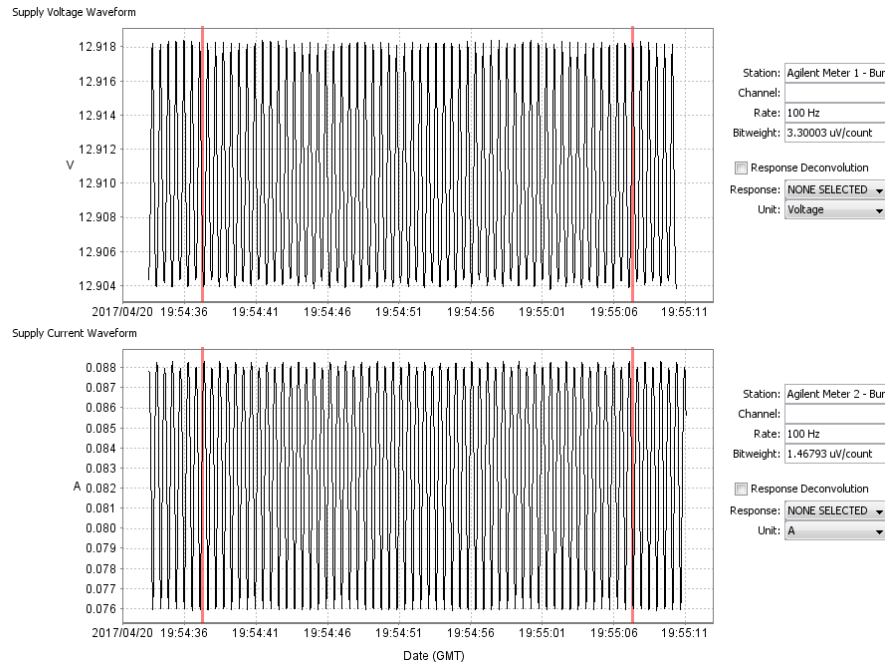 Supply Voltage Waveform
12.918
12.916
12.914
12.912
12.910
12.908
12.906
12.904
V
2017/04/20 19:54:36 19:54:41 19:54:46 19:54:51 19:54:56 19:55:01 19:55:06 19:55:11
Station: Agilent Meter 1 - Bur
Channel:
Rate: 100 Hz
Bitweight: 3.30003 uV/count
Response Deconvolution
Response: NONE SELECTED
Unit: Voltage
Supply Current Waveform
0.088
0.087
0.086
0.085
0.084
0.083
0.082
0.081
0.080
0.079
0.078
0.077
0.076
A
2017/04/20 19:54:36 19:54:41 19:54:46 19:54:51 19:54:56 19:55:01 19:55:06 19:55:11
Date (GMT)
Station: Agilent Meter 2 - Bur
Channel:
Rate: 100 Hz
Bitweight: 1.46793 uV/count
Response Deconvolution
Response: NONE SELECTED
Unit: A